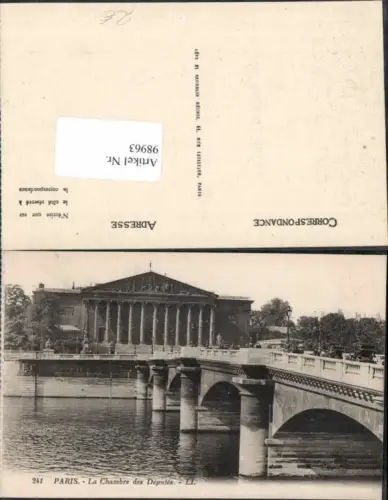 Correspondance
Adresse
N'écrire que sur
le côté réservé à
la correspondance
Artikel Nr.
98963
241 PARIS. - La Chambre des Députés. - LL